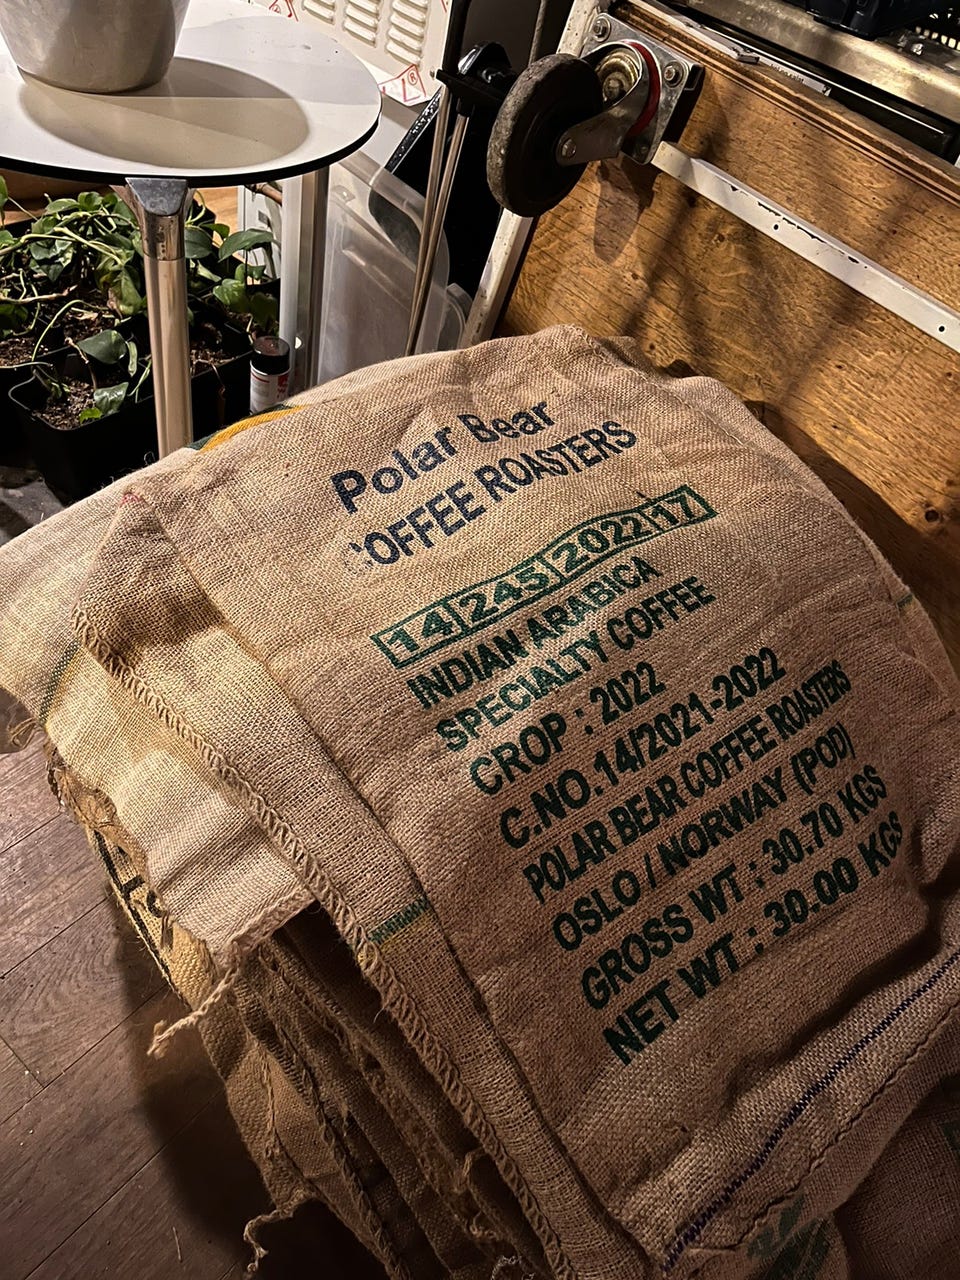 Polar Bear
COFFEE ROASTERS
14 245 2022 17
INDIAN ARABICA
SPECIALTY COFFEE
CROP : 2022
C.NO.14/2021-2022
POLAR BEAR COFFEE ROASTERS
OSLO / NORWAY (POD)
GROSS WT : 30.70 KGS
NET WT : 30.00 KGS